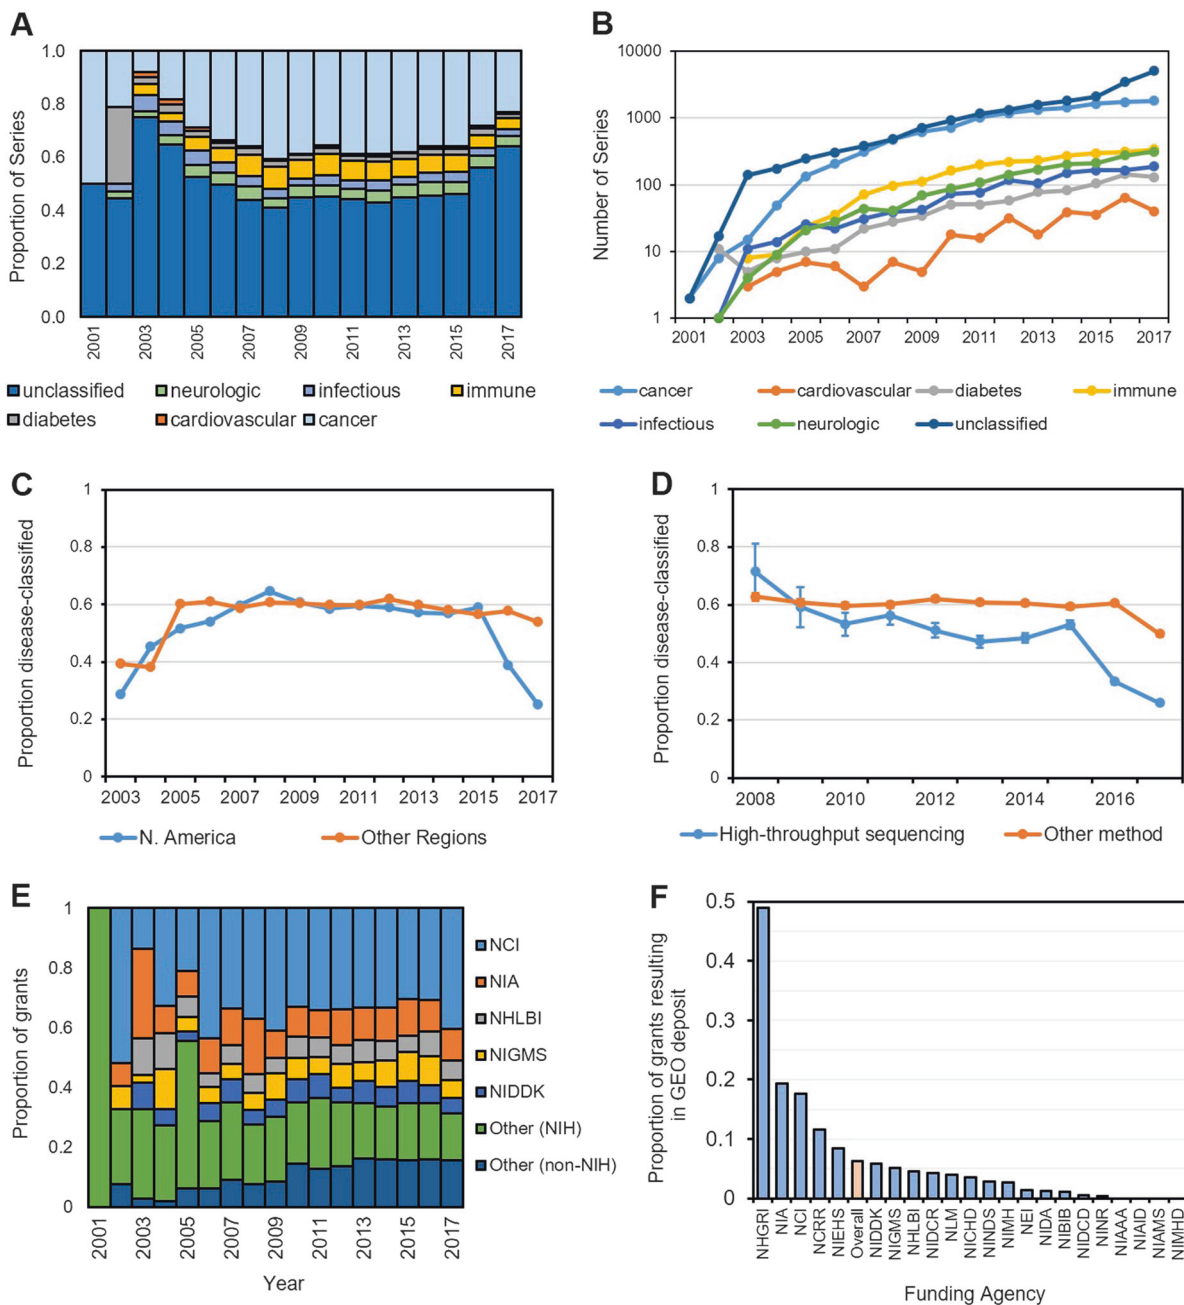 A
Proportion of Series
1.0
0.8
0.6
0.4
0.2
0.0
2001
2003
2005
2007
2009
2011
2013
2015
2017
unclassified
neurologic
infectious
immune
diabetes
cardiovascular
cancer
B
Number of Series
10000
1000
100
10
1
2001
2003
2005
2007
2009
2011
2013
2015
2017
cancer
cardiovascular
diabetes
immune
infectious
neurologic
unclassified
C
Proportion disease-classified
1
0.8
0.6
0.4
0.2
0
2003
2005
2007
2009
2011
2013
2015
2017
N. America
Other Regions
D
Proportion disease-classified
1
0.8
0.6
0.4
0.2
0
2008
2010
2012
2014
2016
High-throughput sequencing
Other method
E
Proportion of grants
1
0.8
0.6
0.4
0.2
0
2001
2003
2005
2007
2009
2011
2013
2015
2017
Year
NCI
NIA
NHLBI
NIGMS
NIDDK
Other (NIH)
Other (non-NIH)
F
Proportion of grants resulting
in GEO deposit
0.5
0.4
0.3
0.2
0.1
0
NHGRI
NIA
NCI
NCRR
NIEHS
Overall
NIDDK
NIGMS
NHLBI
NIDCR
NLM
NICHD
NINDS
NIMH
NEI
NIDA
NIBIB
NIDCD
NINR
NIAAA
NIAID
NIAMS
NIMHD
Funding Agency